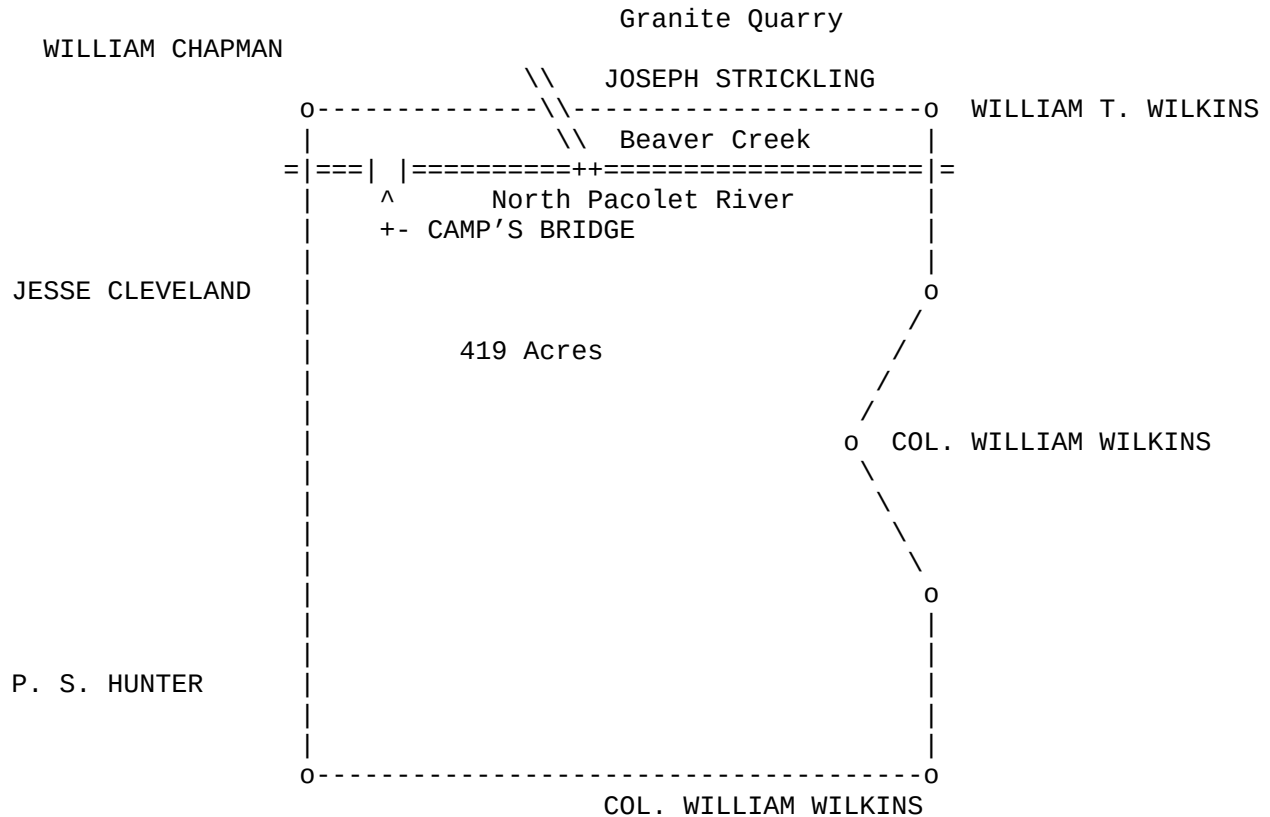 Granite Quarry
WILLIAM CHAPMAN
JOSEPH STRICKLING
WILLIAM T. WILKINS
Beaver Creek
North Pacolet River
CAMP’S BRIDGE
JESSE CLEVELAND
419 Acres
COL. WILLIAM WILKINS
P. S. HUNTER
COL. WILLIAM WILKINS